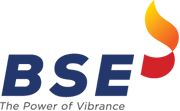 BSE
The Power of Vibrance